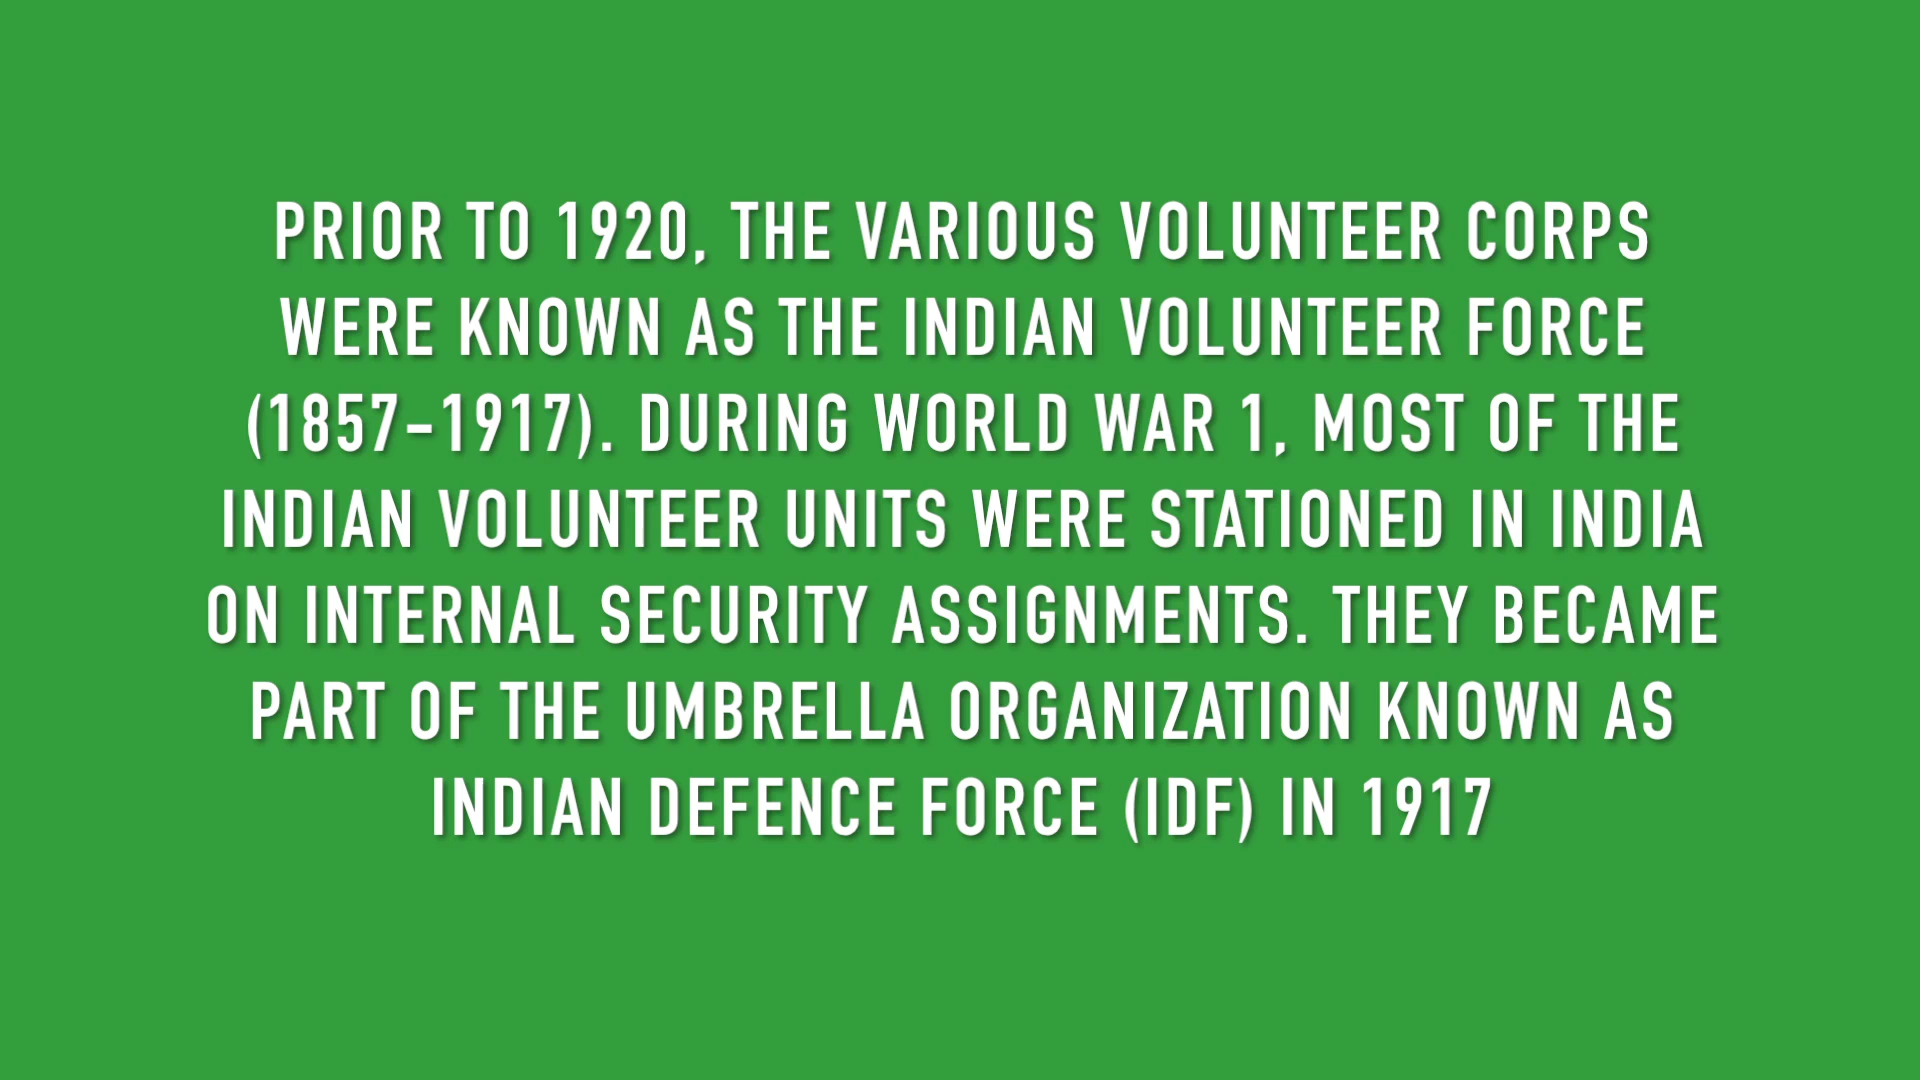 PRIOR TO 1920, THE VARIOUS VOLUNTEER CORPS
WERE KNOWN AS THE INDIAN VOLUNTEER FORCE
(1857-1917). DURING WORLD WAR 1, MOST OF THE
INDIAN VOLUNTEER UNITS WERE STATIONED IN INDIA
ON INTERNAL SECURITY ASSIGNMENTS. THEY BECAME
PART OF THE UMBRELLA ORGANIZATION KNOWN AS
INDIAN DEFENCE FORCE (IDF) IN 1917